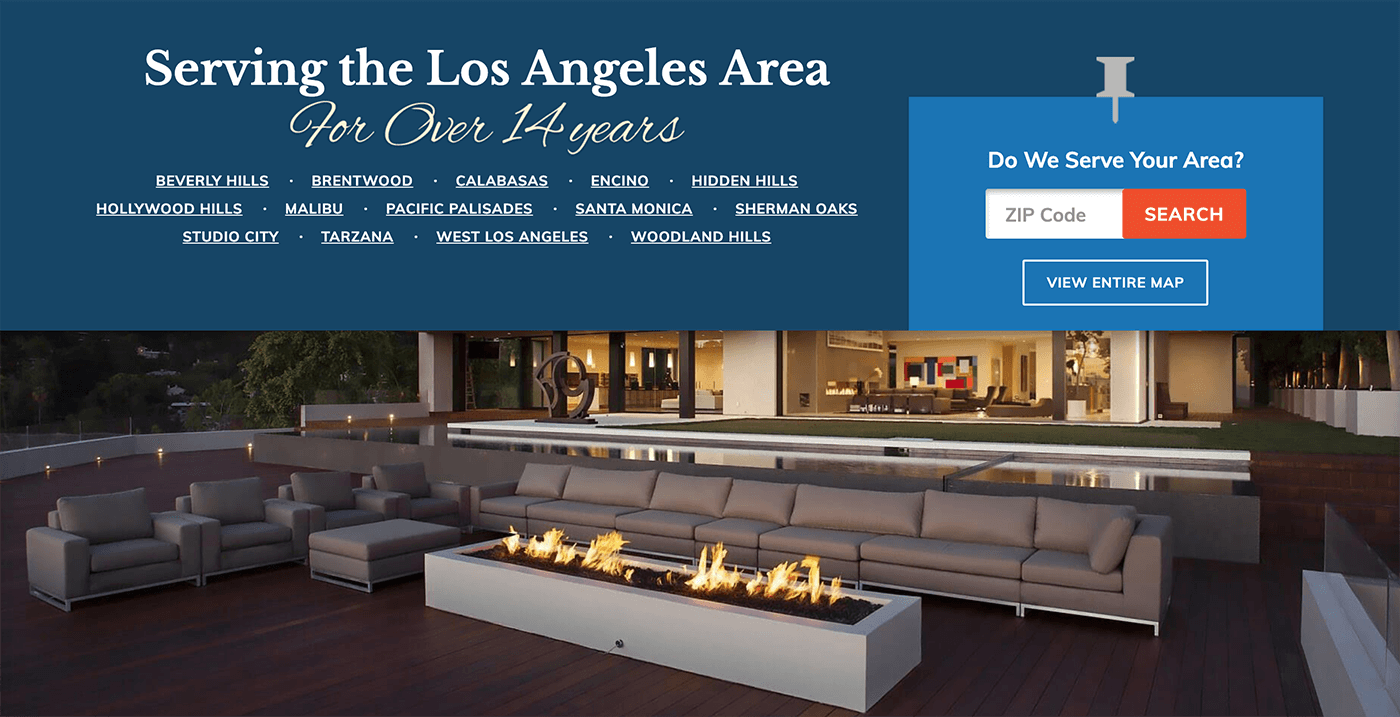 Serving the Los Angeles Area
For Over 14 years
BEVERLY HILLS · BRENTWOOD · CALABASAS · ENCINO · HIDDEN HILLS
HOLLYWOOD HILLS · MALIBU · PACIFIC PALISADES · SANTA MONICA · SHERMAN OAKS
STUDIO CITY · TARZANA · WEST LOS ANGELES · WOODLAND HILLS
Do We Serve Your Area?
ZIP Code SEARCH
VIEW ENTIRE MAP